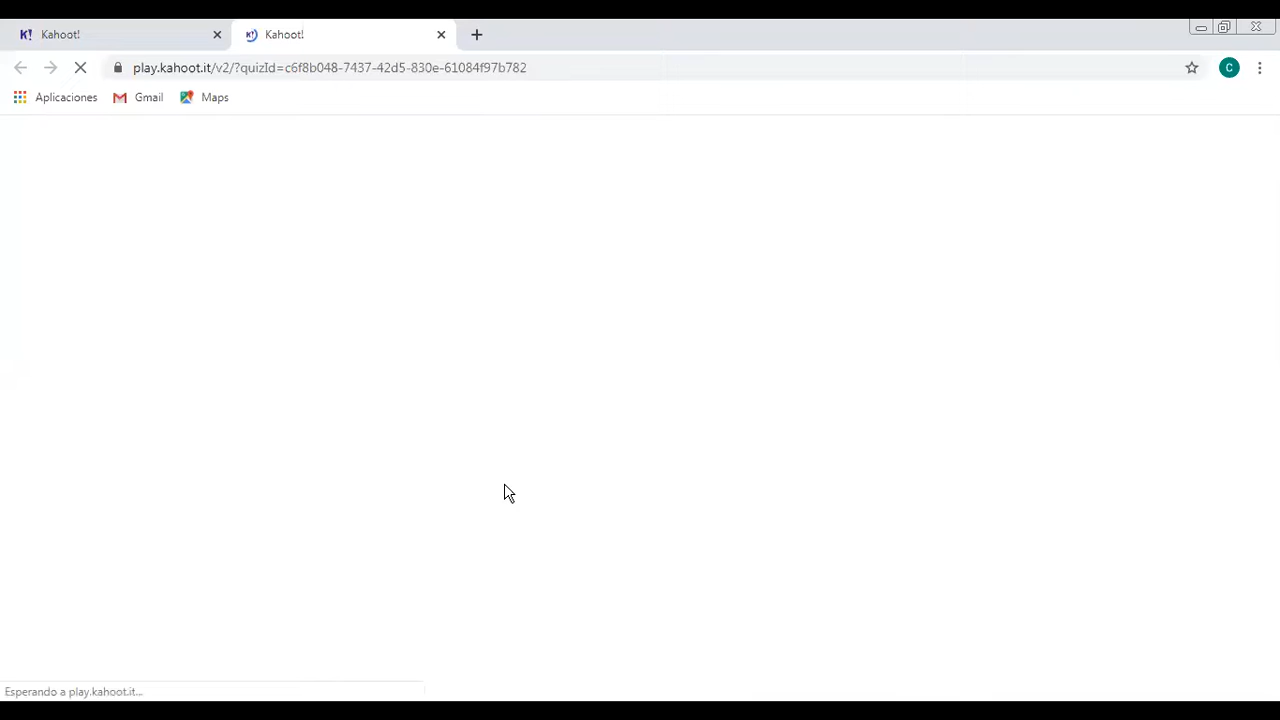 K! Kahoot!
K! Kahoot!
play.kahoot.it/v2/?quizId=c6f8b048-7437-42d5-830e-61084f97b782
C
Aplicaciones Gmail Maps
Esperando a play.kahoot.it...